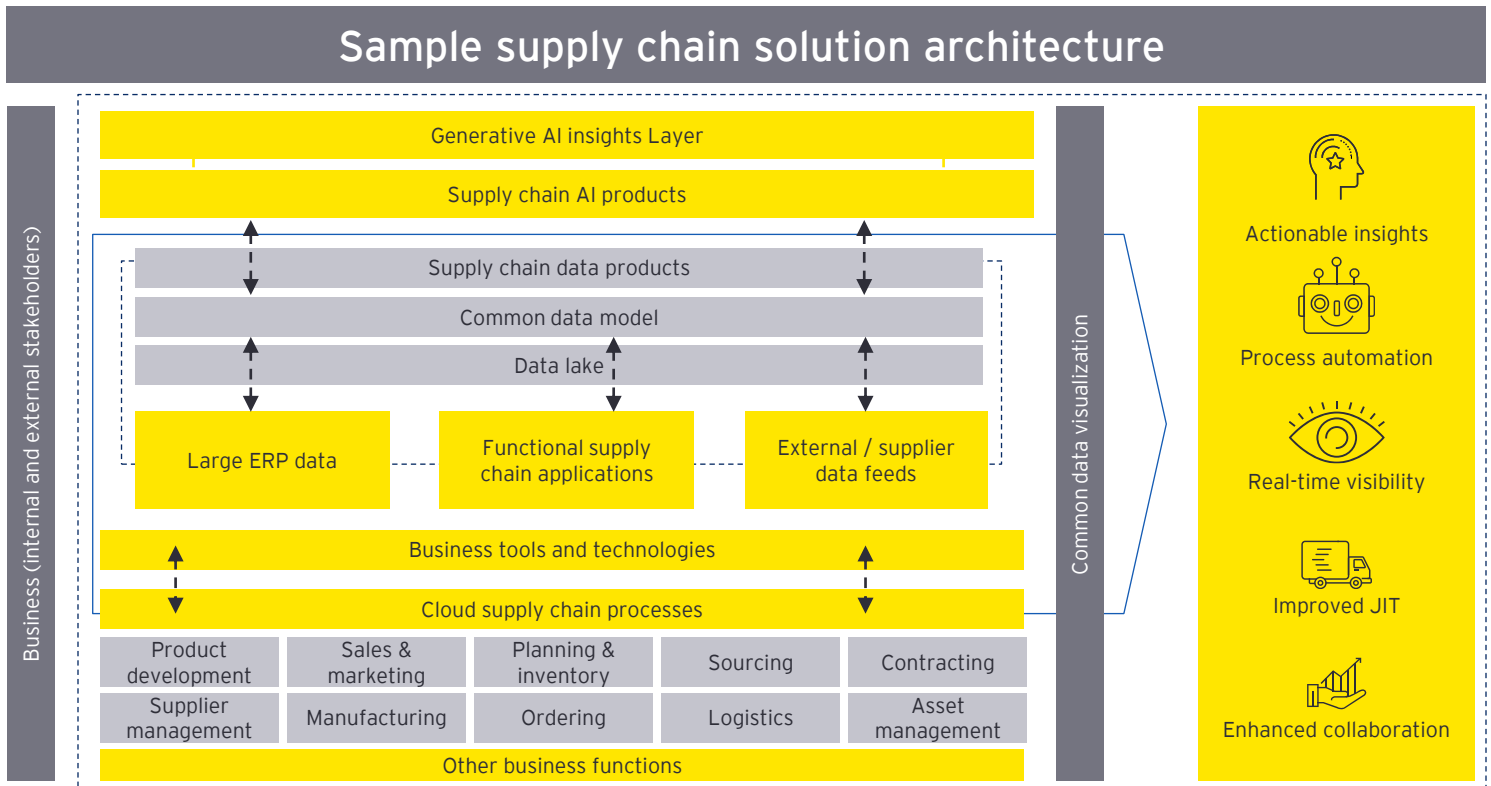 Sample supply chain solution architecture
Business (internal and external stakeholders)
Generative AI insights Layer
Supply chain AI products
Supply chain data products
Common data model
Data lake
Large ERP data
Functional supply
chain applications
External / supplier
data feeds
Business tools and technologies
Cloud supply chain processes
Product
development
Sales &
marketing
Planning &
inventory
Sourcing
Contracting
Supplier
management
Manufacturing
Ordering
Logistics
Asset
management
Other business functions
Common data visualization
Actionable insights
Process automation
Real-time visibility
Improved JIT
Enhanced collaboration